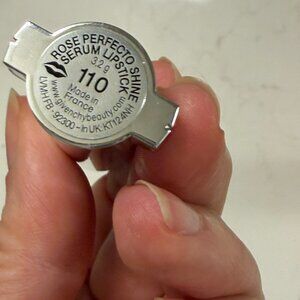 ROSE PERFECTO SHINE
SERUM LIPSTICK
3.2 g
110
Made in
France
www.givenchybeauty.com
LVMH FB - 92300 - In UK: KT12 4NH